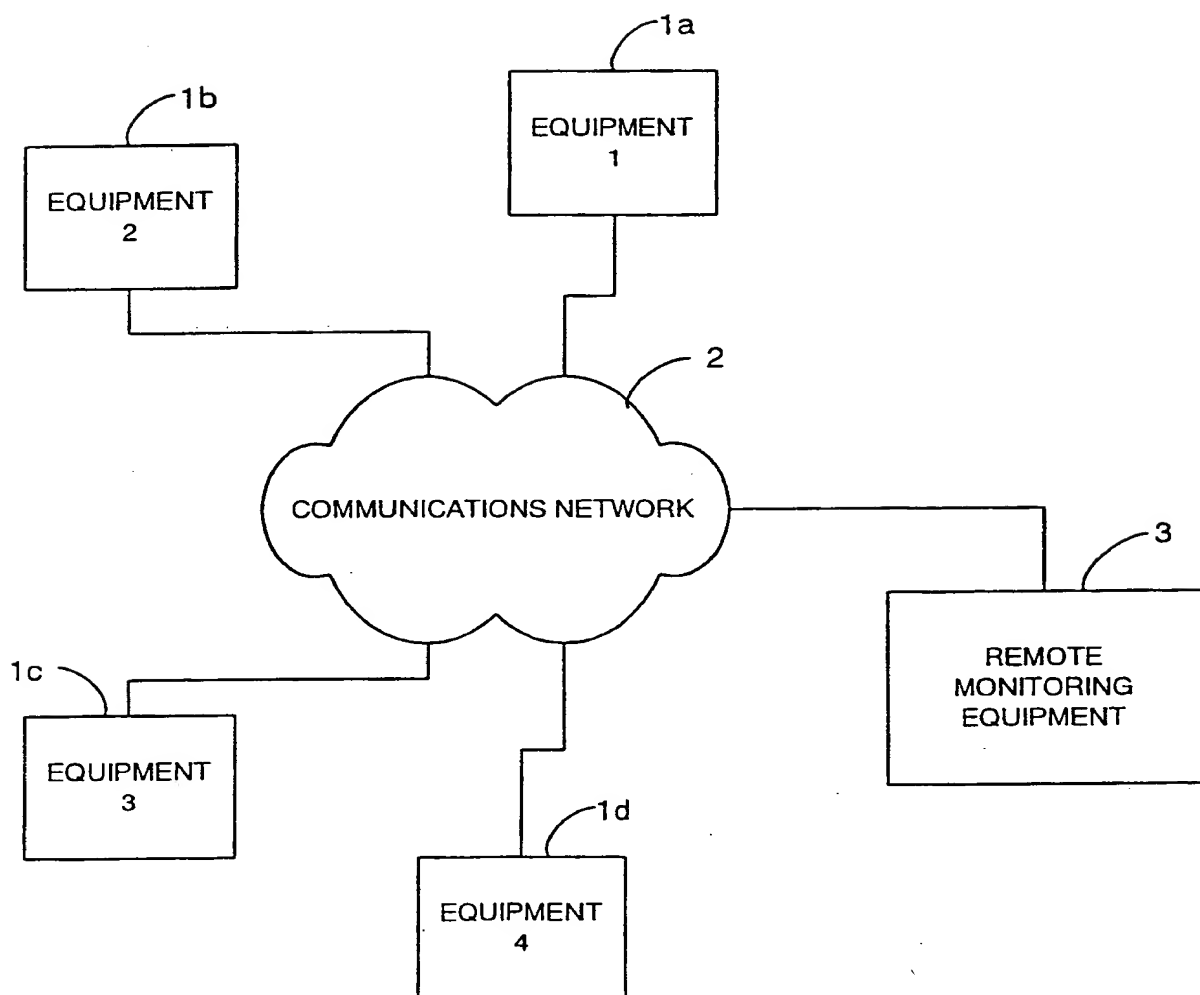 1a
EQUIPMENT
1
1b
EQUIPMENT
2
2
COMMUNICATIONS NETWORK
3
REMOTE
MONITORING
EQUIPMENT
1c
EQUIPMENT
3
1d
EQUIPMENT
4